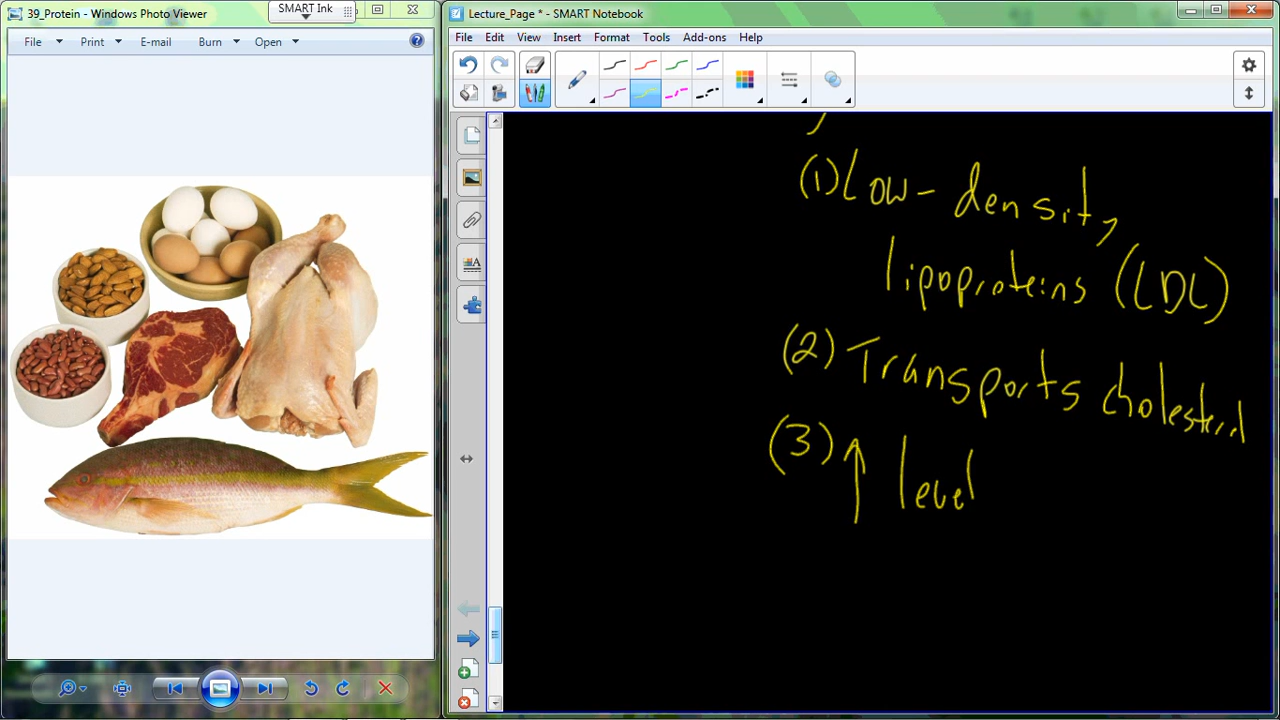 39_Protein - Windows Photo Viewer
SMART Ink
File Print E-mail Burn Open
Lecture_Page * - SMART Notebook
File Edit View Insert Format Tools Add-ons Help
(1) Low-density
lipoproteins (LDL)
(2) Transports cholesterol
(3) ↑ level